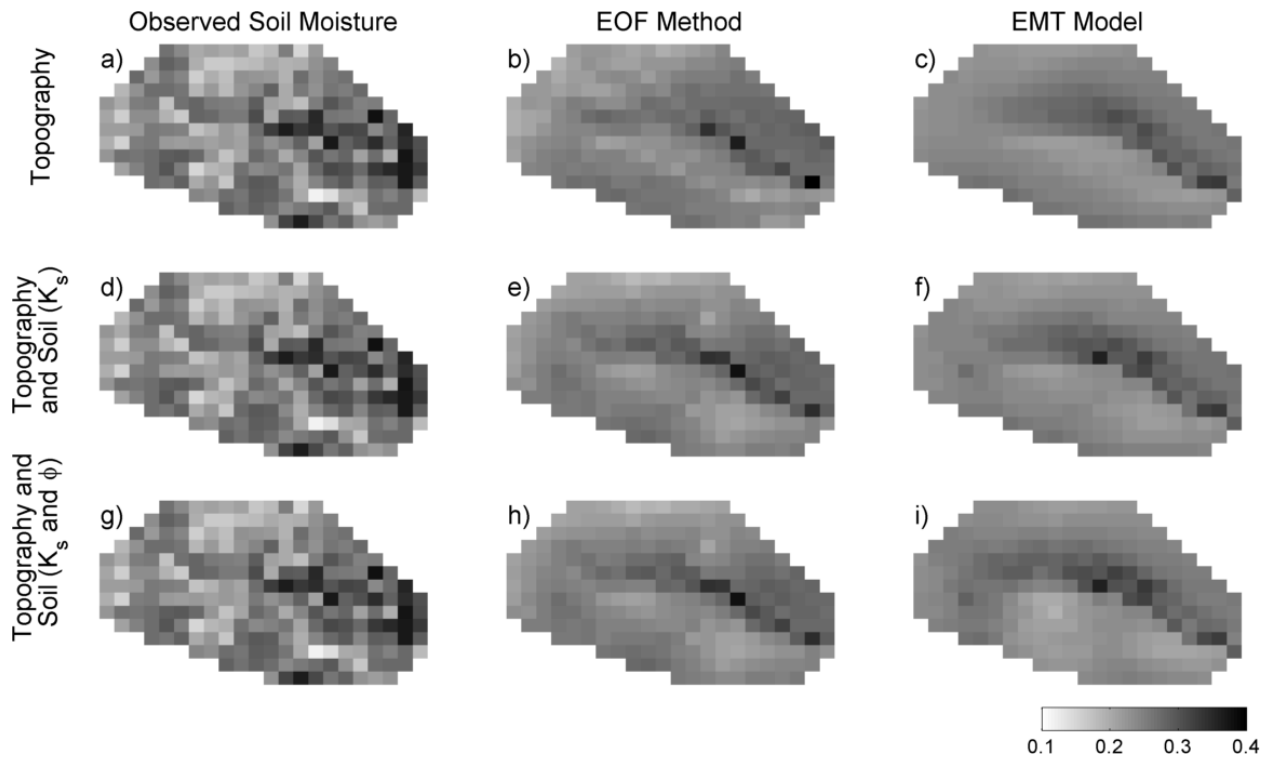 Observed Soil Moisture
EOF Method
EMT Model
Topography
a)
b)
c)
Topography
and Soil (Ks)
d)
e)
f)
Topography and
Soil (Ks and ϕ)
g)
h)
i)
0.1
0.2
0.3
0.4